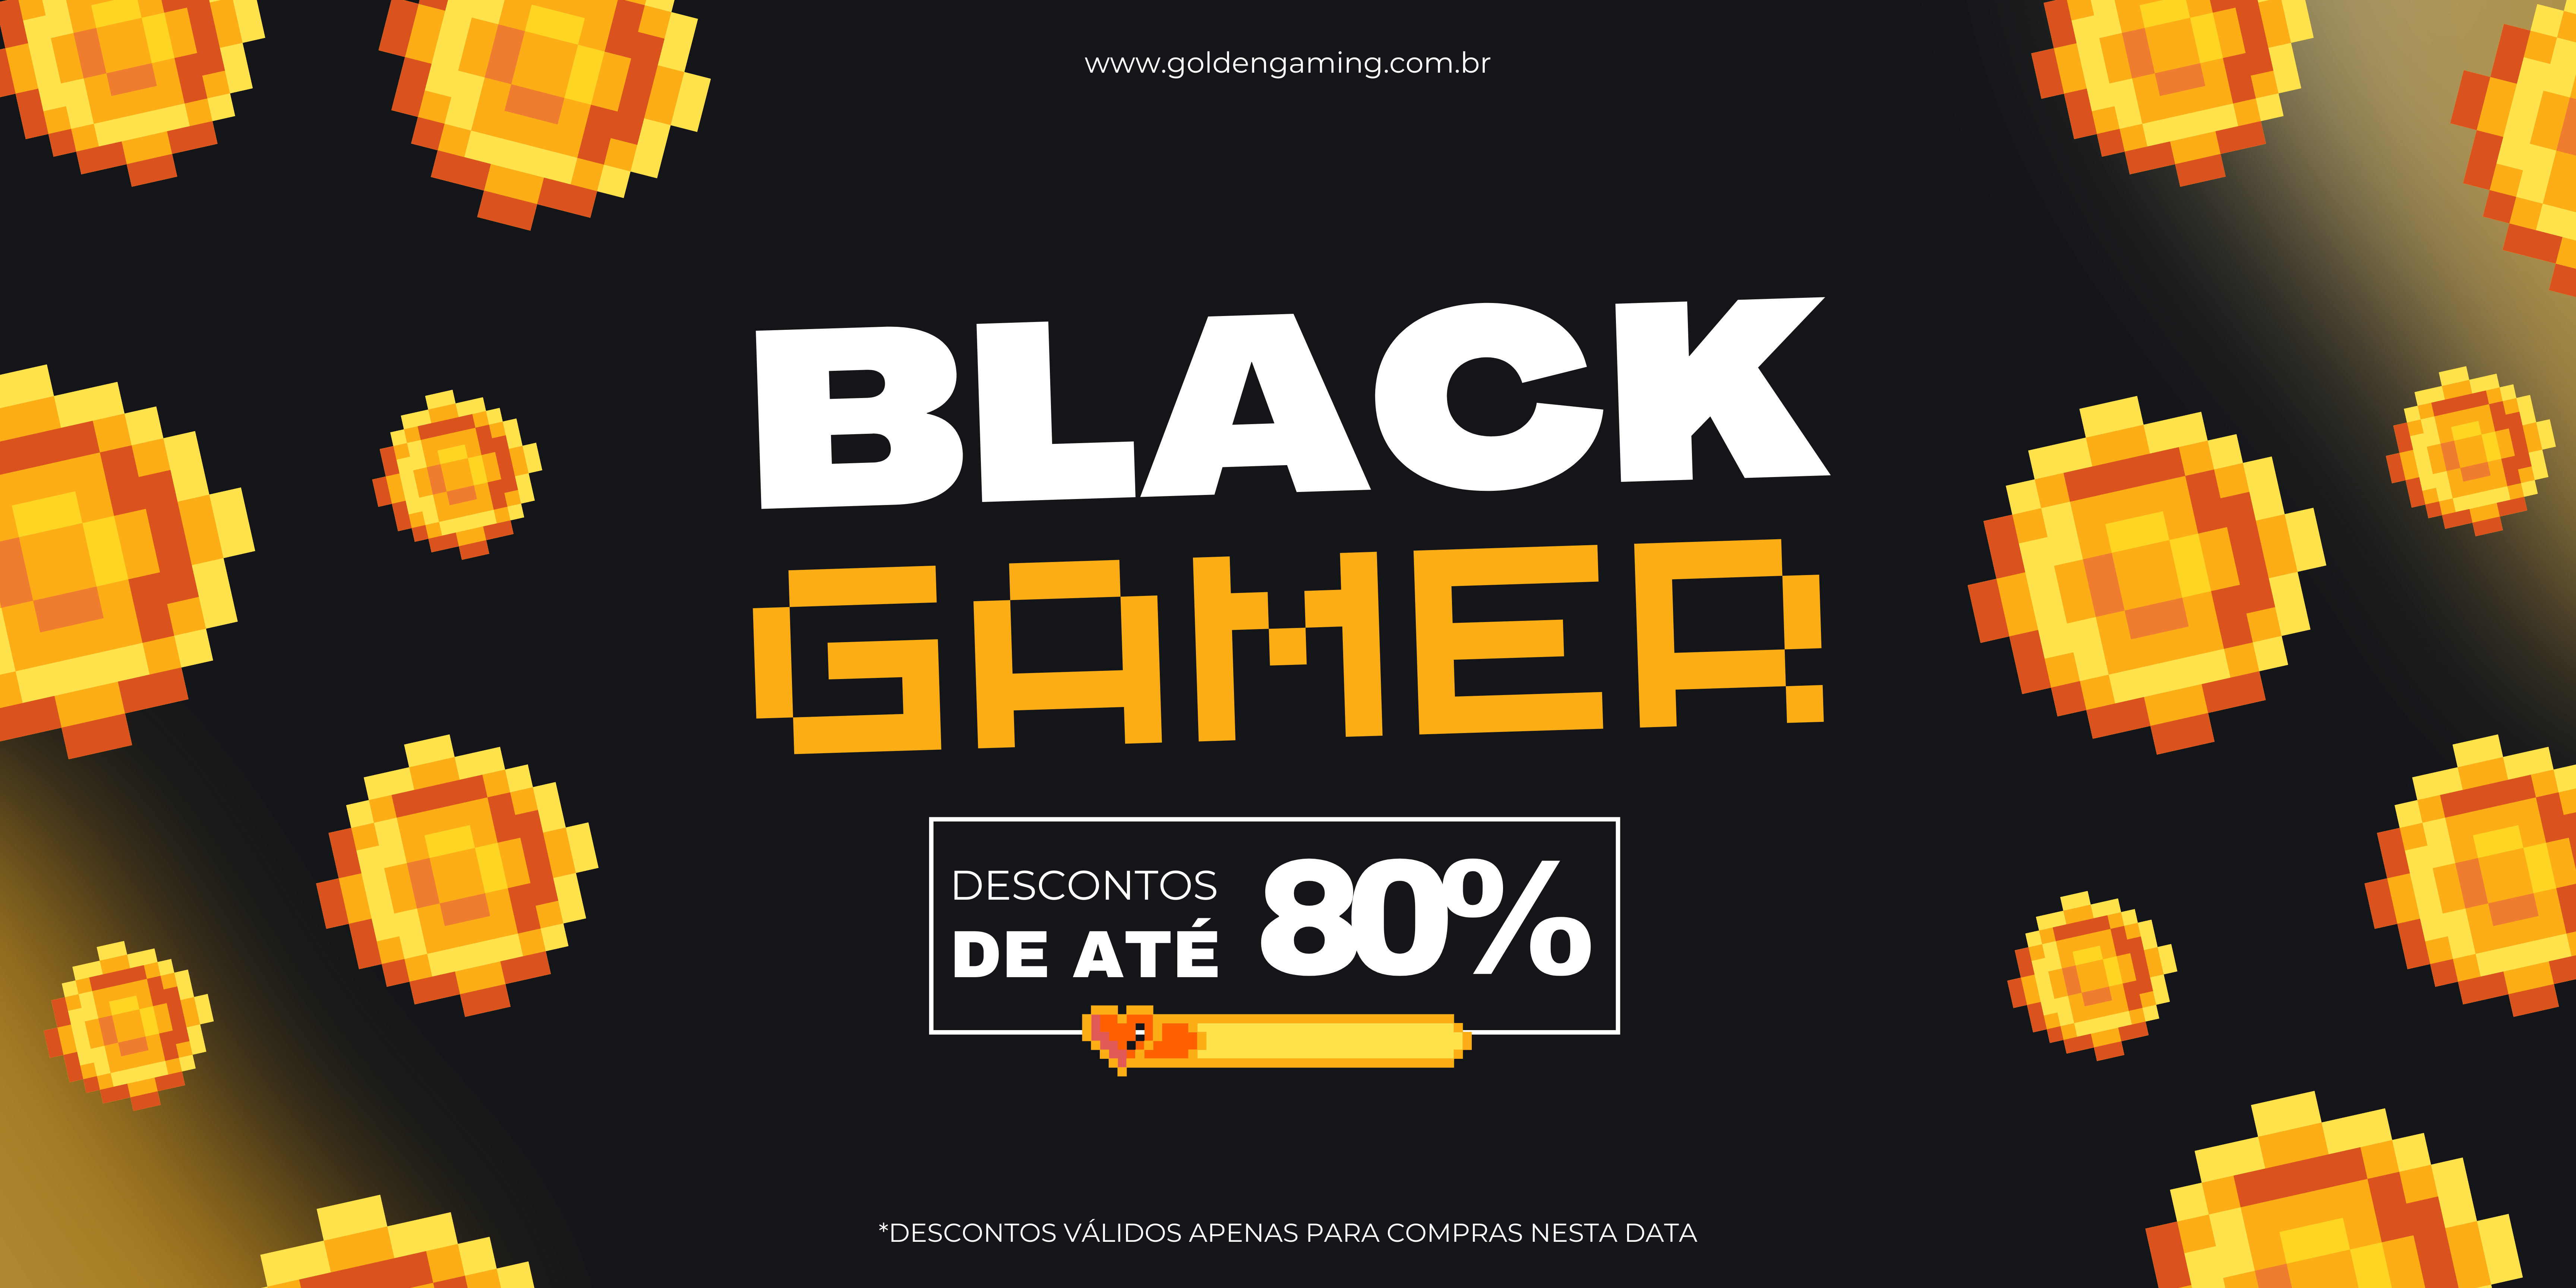 www.goldengaming.com.br
BLACK
GAMER
DESCONTOS
DE ATÉ
80%
*DESCONTOS VÁLIDOS APENAS PARA COMPRAS NESTA DATA